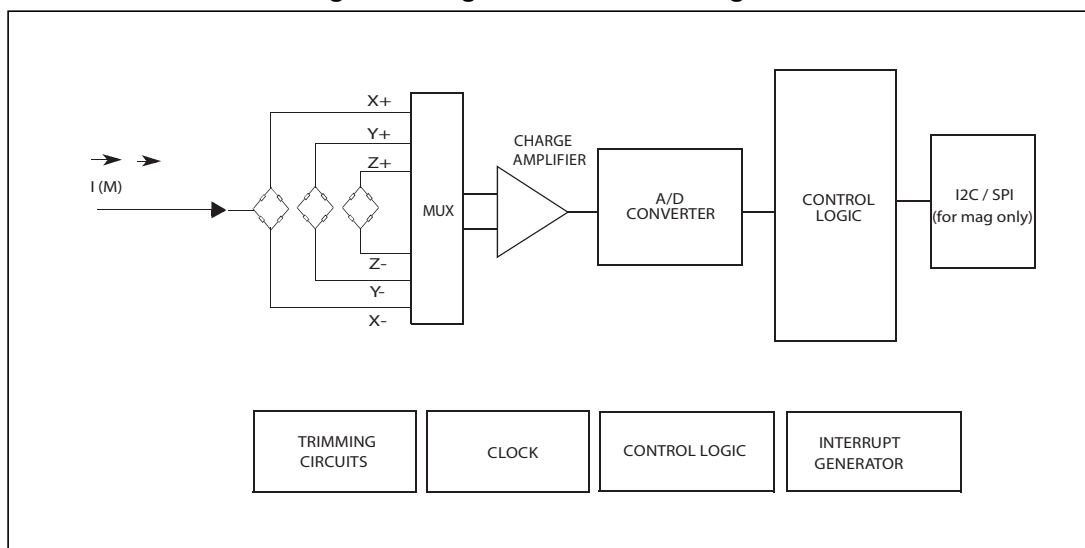 X+
Y+
Z+
I (M)
MUX
Z-
Y-
X-
CHARGE
AMPLIFIER
A/D
CONVERTER
CONTROL
LOGIC
I2C / SPI
(for mag only)
TRIMMING
CIRCUITS
CLOCK
CONTROL LOGIC
INTERRUPT
GENERATOR